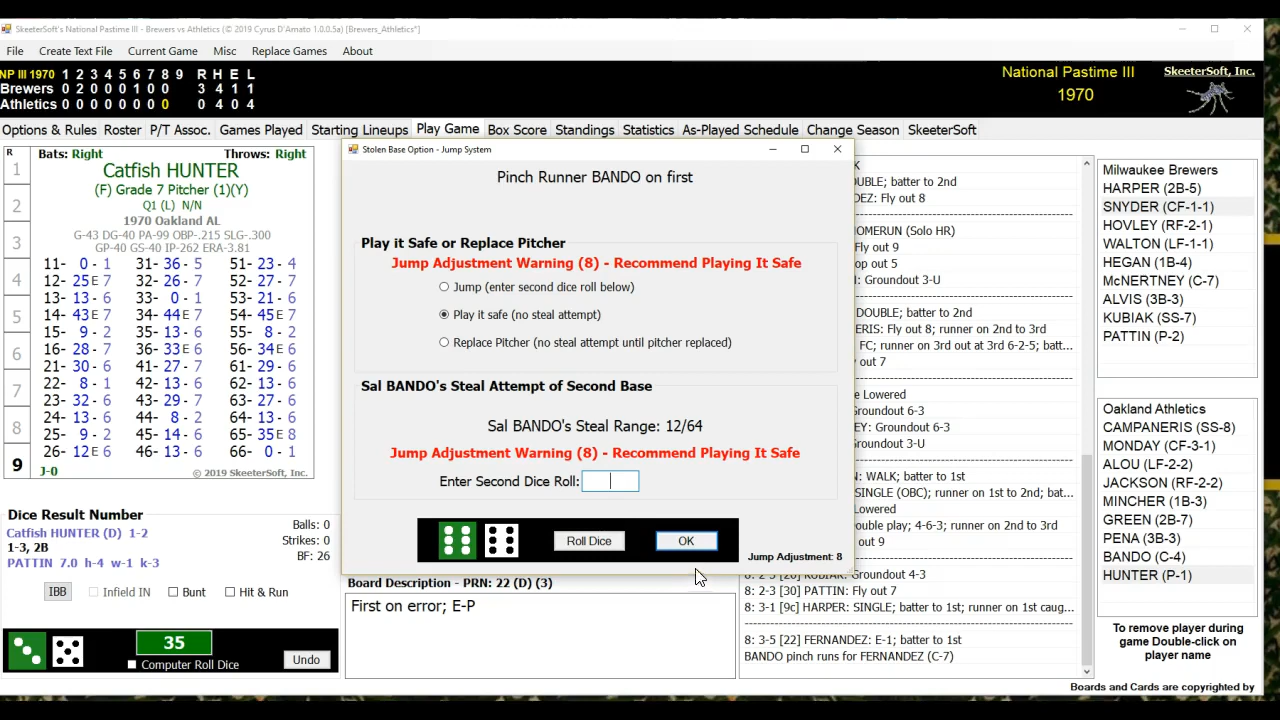 SkeeterSoft's National Pastime III - Brewers vs Athletics (© 2019 Cyrus D'Amato 1.0.0.5a) [Brewers_Athletics*]
File Create Text File Current Game Misc Replace Games About
NP III 1970 1 2 3 4 5 6 7 8 9 R H E L
Brewers 0 2 0 0 0 1 0 0 3 4 1 1
Athletics 0 0 0 0 0 0 0 0 0 4 0 4
National Pastime III
1970
SkeeterSoft, Inc.
Options & Rules Roster P/T Assoc. Games Played Starting Lineups Play Game Box Score Standings Statistics As-Played Schedule Change Season SkeeterSoft
R
1
2
3
4
5
6
7
8
9
Bats: Right Throws: Right
Catfish HUNTER
(F) Grade 7 Pitcher (1)(Y)
Q1 (L) N/N
1970 Oakland AL
G-43 DG-40 PA-99 OBP-.215 SLG-.300
GP-40 GS-40 IP-262 ERA-3.81
11- 0 - 1 31- 36 - 5 51- 23 - 4
12- 25 E 7 32- 26 - 7 52- 27 - 7
13- 13 - 6 33- 0 - 1 53- 21 - 6
14- 43 E 7 34- 44 E 7 54- 45 E 7
15- 9 - 2 35- 13 - 6 55- 8 - 2
16- 28 - 7 36- 33 E 6 56- 34 E 6
21- 30 - 6 41- 27 - 7 61- 29 - 6
22- 8 - 1 42- 13 - 6 62- 13 - 6
23- 32 - 6 43- 29 - 7 63- 27 - 6
24- 13 - 6 44- 8 - 2 64- 13 - 6
25- 9 - 2 45- 14 - 6 65- 35 E 8
26- 12 E 6 46- 13 - 6 66- 0 - 1
J-0 © 2019 SkeeterSoft, Inc.
Dice Result Number
Catfish HUNTER (D) 1-2
1-3, 2B
PATTIN 7.0 h-4 w-1 k-3
Balls: 0
Strikes: 0
BF: 26
IBB Infield IN Bunt Hit & Run
35
Computer Roll Dice
Undo
Stolen Base Option - Jump System
Pinch Runner BANDO on first
Play it Safe or Replace Pitcher
Jump Adjustment Warning (8) - Recommend Playing It Safe
Jump (enter second dice roll below)
Play it safe (no steal attempt)
Replace Pitcher (no steal attempt until pitcher replaced)
Sal BANDO's Steal Attempt of Second Base
Sal BANDO's Steal Range: 12/64
Jump Adjustment Warning (8) - Recommend Playing It Safe
Enter Second Dice Roll:
Roll Dice
OK
Jump Adjustment: 8
Board Description - PRN: 22 (D) (3)
First on error; E-P
UBLE; batter to 2nd
EZ: Fly out 8
OMERUN (Solo HR)
Fly out 9
op out 5
: Groundout 3-U
DOUBLE; batter to 2nd
ERIS: Fly out 8; runner on 2nd to 3rd
FC; runner on 3rd out at 3rd 6-2-5; batt...
out 7
e Lowered
Groundout 6-3
EY: Groundout 6-3
Groundout 3-U
N: WALK; batter to 1st
SINGLE (OBC); runner on 1st to 2nd; bat...
Lowered
ouble play; 4-6-3; runner on 2nd to 3rd
out 9
8: 2-5 [26] KUBIAK: Groundout 4-3
8: 2-3 [30] PATTIN: Fly out 7
8: 3-1 [9c] HARPER: SINGLE; batter to 1st; runner on 1st caug...
8: 3-5 [22] FERNANDEZ: E-1; batter to 1st
BANDO pinch runs for FERNANDEZ (C-7)
Milwaukee Brewers
HARPER (2B-5)
SNYDER (CF-1-1)
HOVLEY (RF-2-1)
WALTON (LF-1-1)
HEGAN (1B-4)
McNERTNEY (C-7)
ALVIS (3B-3)
KUBIAK (SS-7)
PATTIN (P-2)
Oakland Athletics
CAMPANERIS (SS-8)
MONDAY (CF-3-1)
ALOU (LF-2-2)
JACKSON (RF-2-2)
MINCHER (1B-3)
GREEN (2B-7)
PENA (3B-3)
BANDO (C-4)
HUNTER (P-1)
To remove player during
game Double-click on
player name
Boards and Cards are copyrighted by